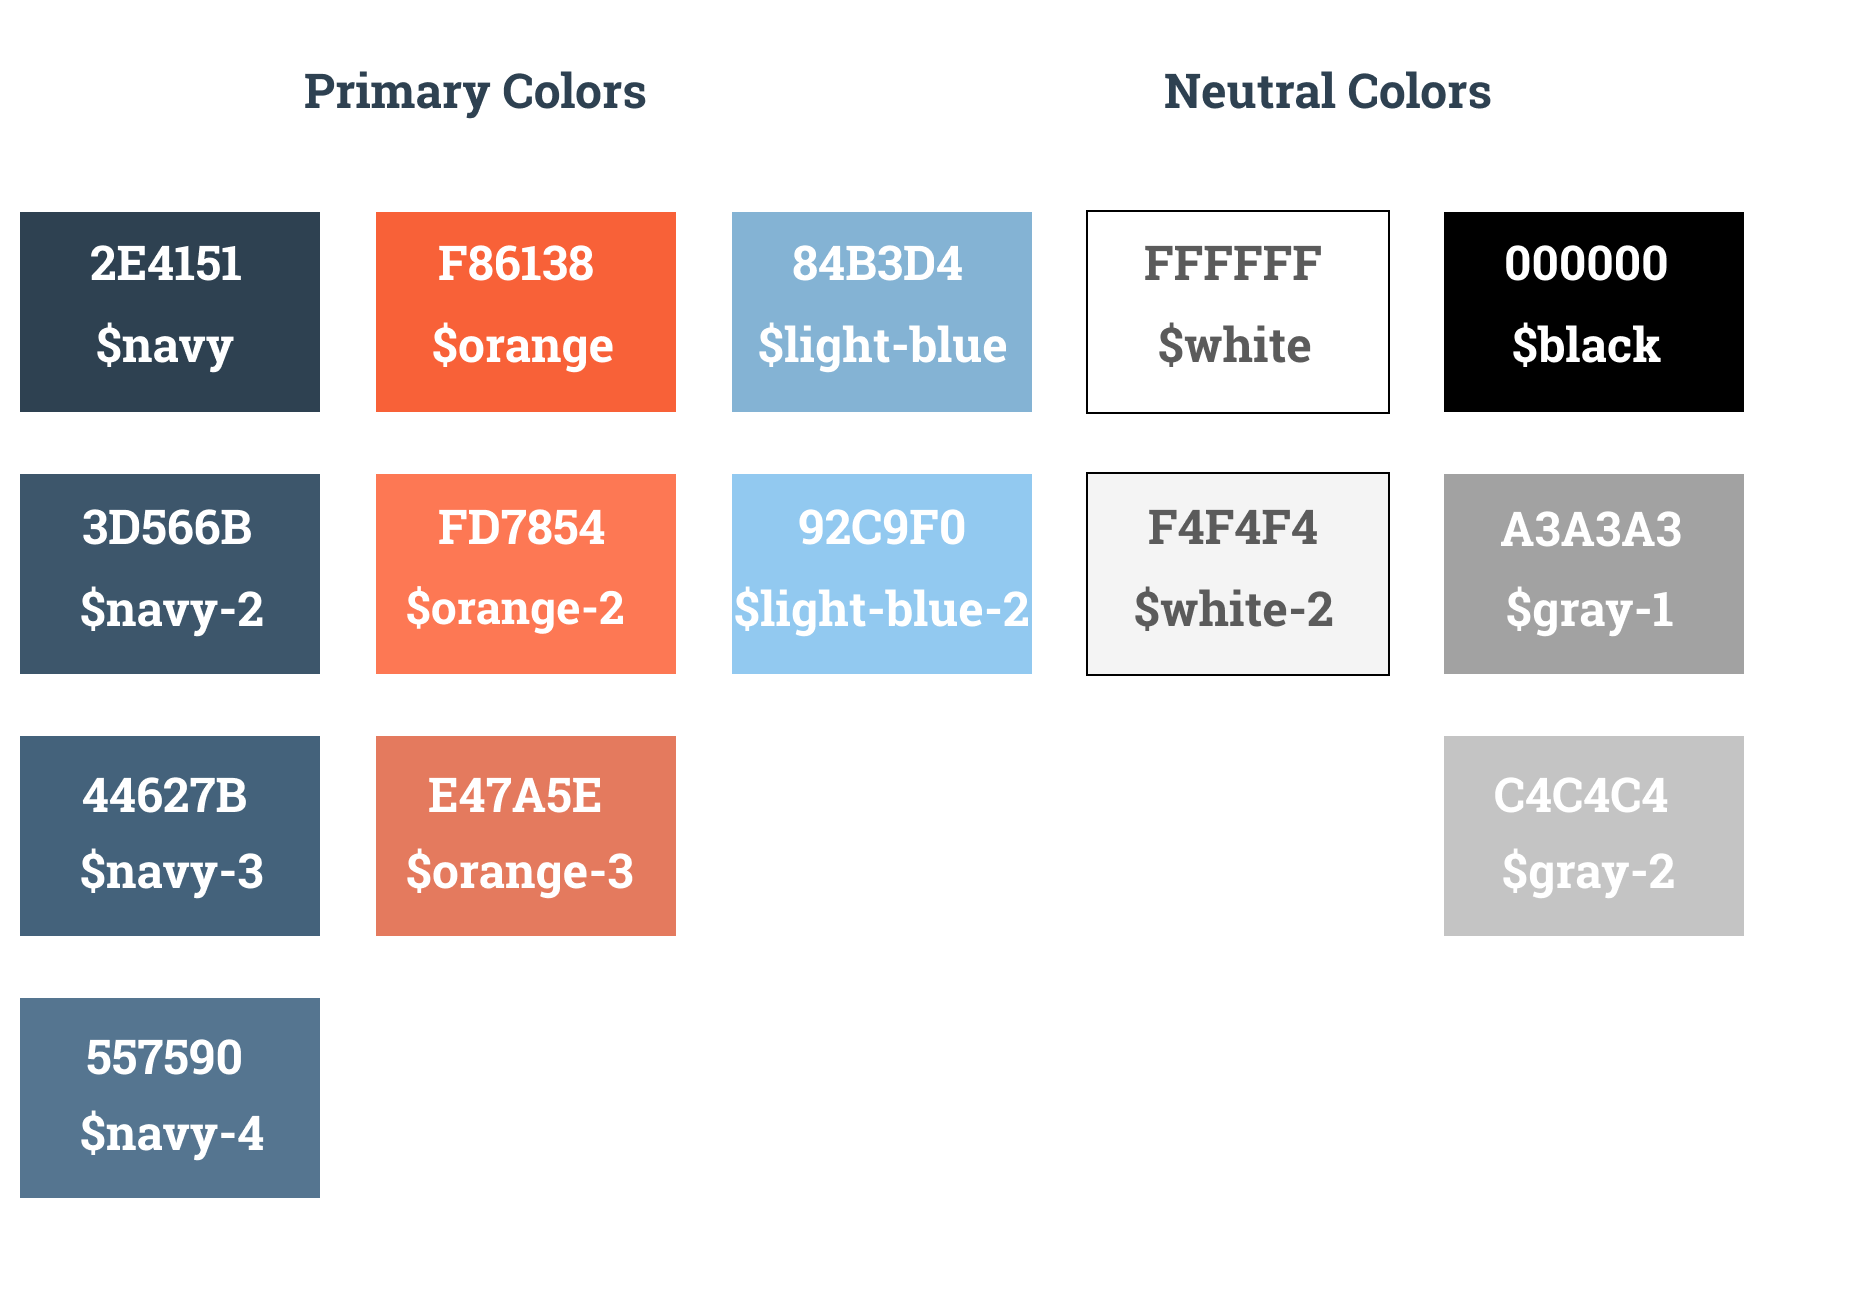 Primary Colors
Neutral Colors
2E4151
$navy
F86138
$orange
84B3D4
$light-blue
FFFFFF
$white
000000
$black
3D566B
$navy-2
FD7854
$orange-2
92C9F0
$light-blue-2
F4F4F4
$white-2
A3A3A3
$gray-1
44627B
$navy-3
E47A5E
$orange-3
C4C4C4
$gray-2
557590
$navy-4